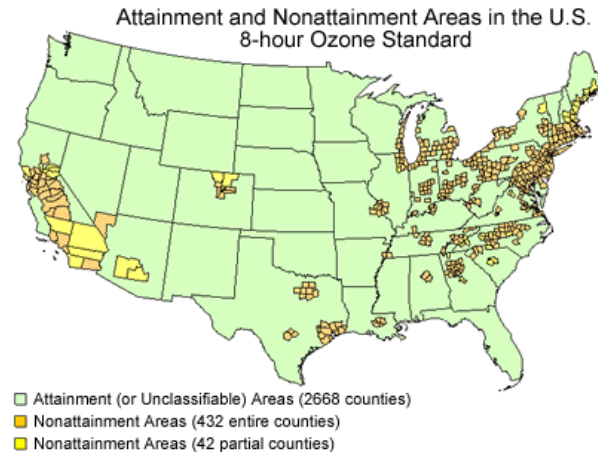 Attainment and Nonattainment Areas in the U.S.
8-hour Ozone Standard
Attainment (or Unclassifiable) Areas (2668 counties)
Nonattainment Areas (432 entire counties)
Nonattainment Areas (42 partial counties)